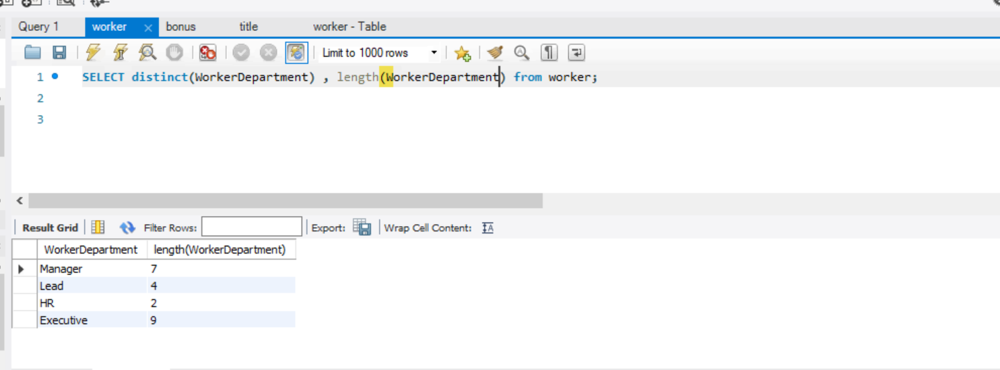 Query 1 worker × bonus title worker - Table
Limit to 1000 rows
1 SELECT distinct(WorkerDepartment) , length(WorkerDepartment) from worker;
2
3
Result Grid Filter Rows: Export: Wrap Cell Content:
WorkerDepartment length(WorkerDepartment)
Manager 7
Lead 4
HR 2
Executive 9